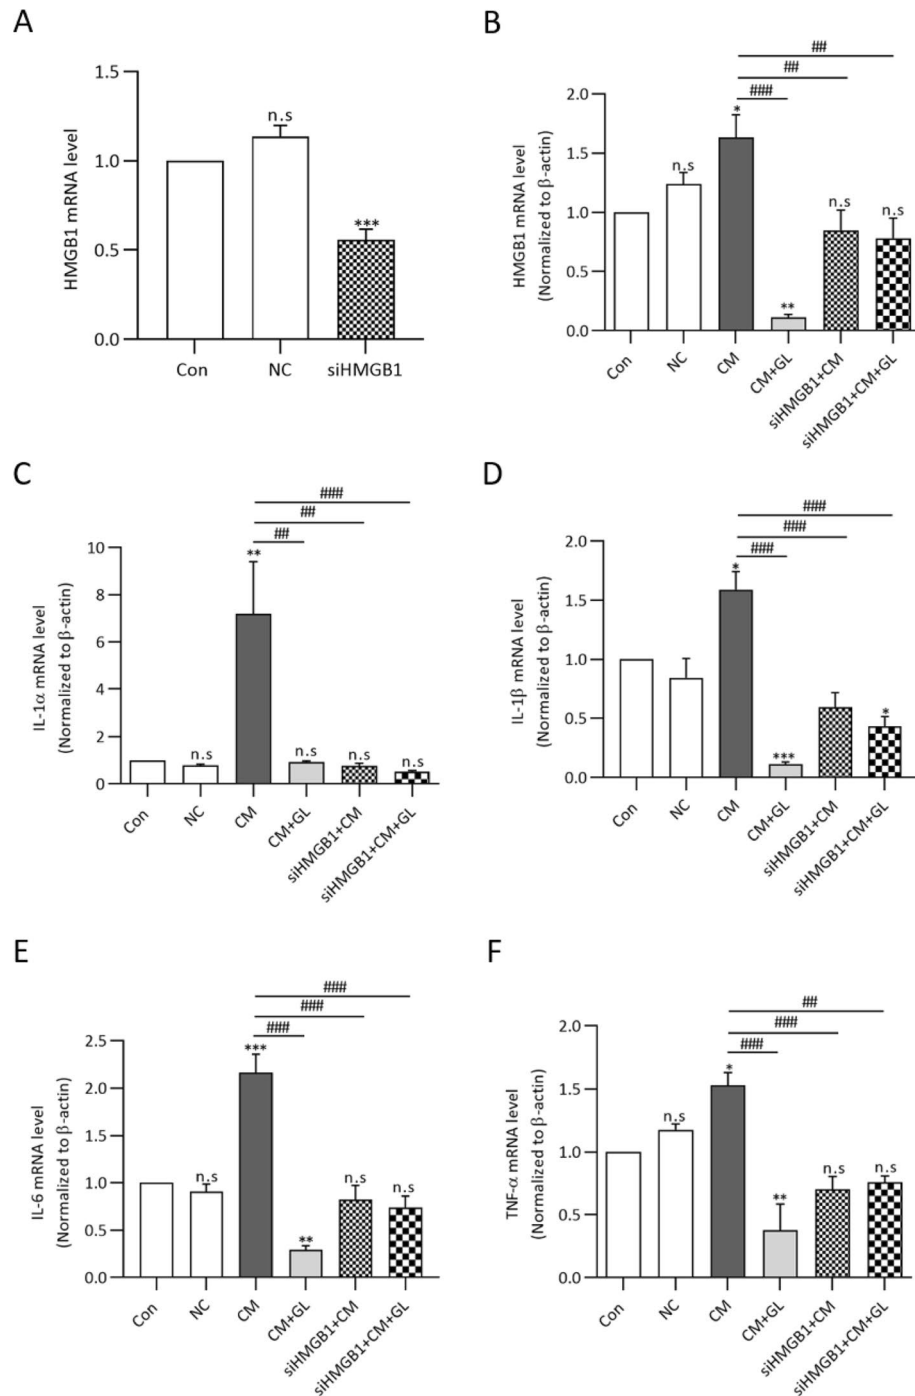 A
HMGB1 mRNA level
1.5
1.0
0.5
0.0
n.s
***
Con
NC
siHMGB1
B
HMGB1 mRNA level
(Normalized to β-actin)
2.0
1.5
1.0
0.5
0.0
##
##
###
n.s
*
**
n.s
n.s
Con
NC
CM
CM+GL
siHMGB1+CM
siHMGB1+CM+GL
C
IL-1α mRNA level
(Normalized to β-actin)
10
8
6
4
2
0
###
##
##
n.s
**
n.s
n.s
n.s
Con
NC
CM
CM+GL
siHMGB1+CM
siHMGB1+CM+GL
D
IL-1β mRNA level
(Normalized to β-actin)
2.0
1.5
1.0
0.5
0.0
###
###
###
*
***
*
Con
NC
CM
CM+GL
siHMGB1+CM
siHMGB1+CM+GL
E
IL-6 mRNA level
(Normalized to β-actin)
2.5
2.0
1.5
1.0
0.5
0.0
###
###
###
n.s
***
**
n.s
n.s
Con
NC
CM
CM+GL
siHMGB1+CM
siHMGB1+CM+GL
F
TNF-α mRNA level
(Normalized to β-actin)
2.0
1.5
1.0
0.5
0.0
##
###
###
n.s
*
**
n.s
n.s
Con
NC
CM
CM+GL
siHMGB1+CM
siHMGB1+CM+GL